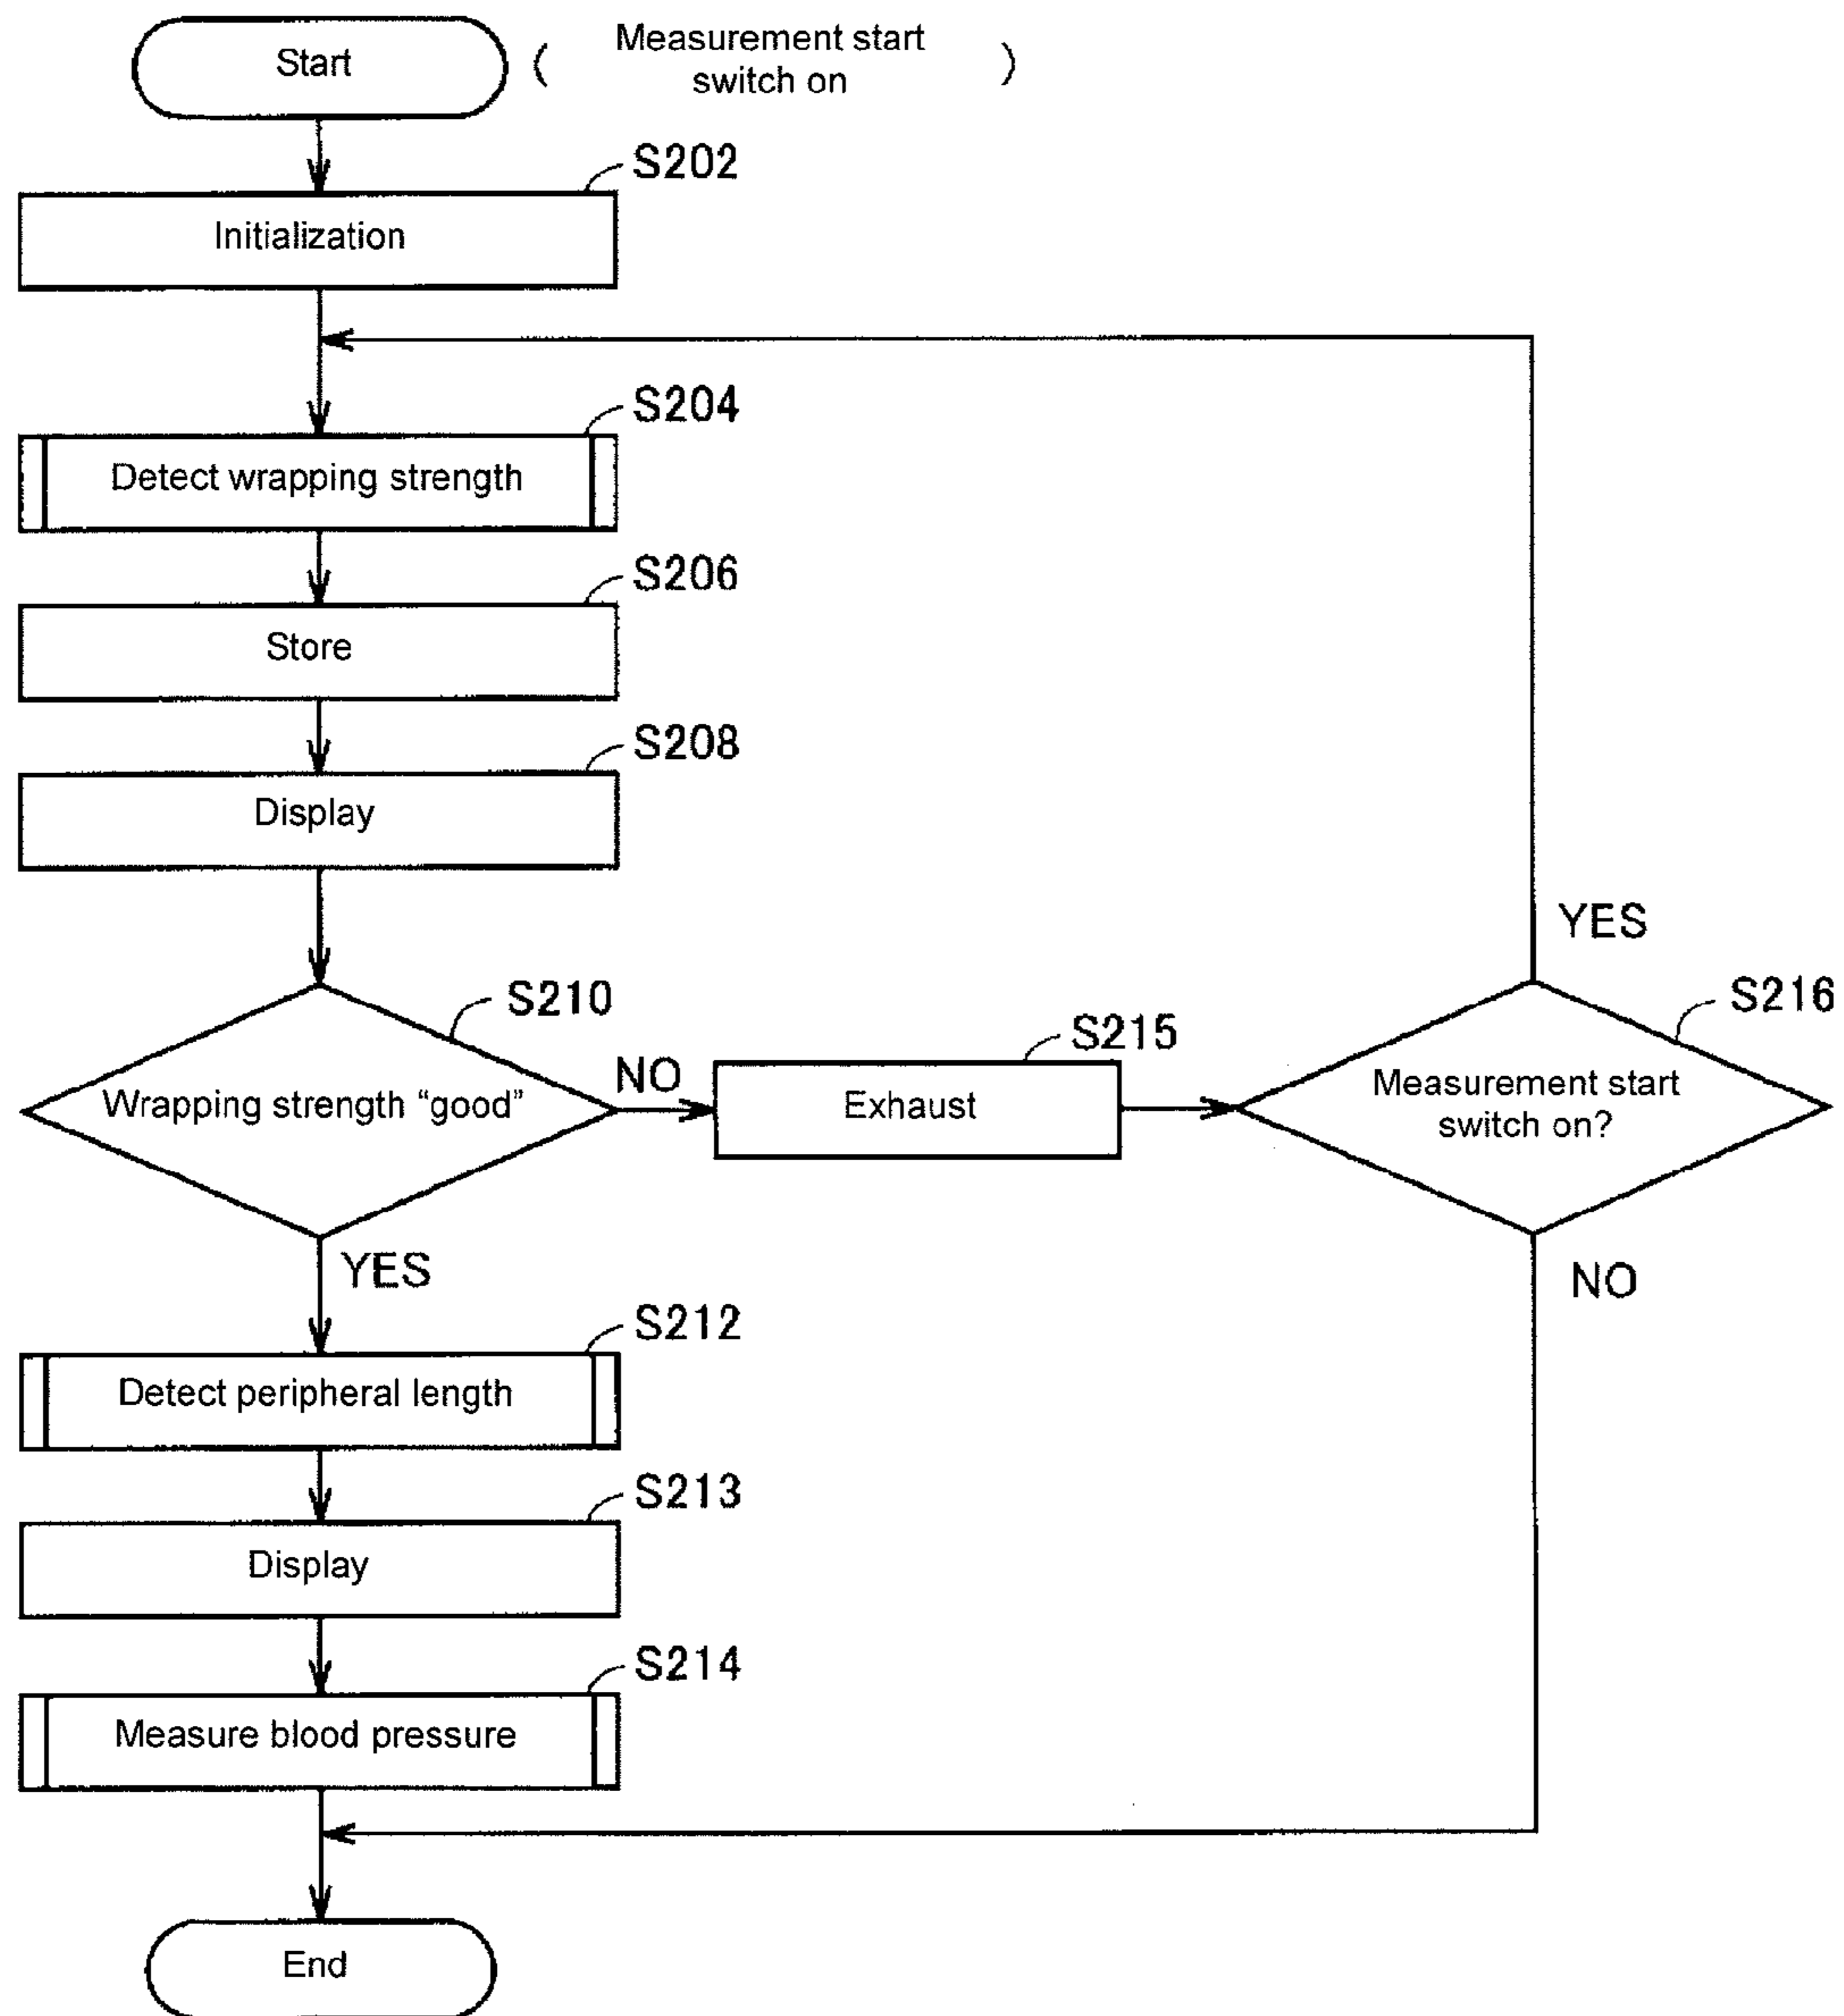 Start
( Measurement start
switch on )
S202
Initialization
S204
Detect wrapping strength
S206
Store
S208
Display
S210
Wrapping strength “good”
NO
S215
Exhaust
YES
S216
Measurement start
switch on?
NO
YES
S212
Detect peripheral length
S213
Display
S214
Measure blood pressure
End